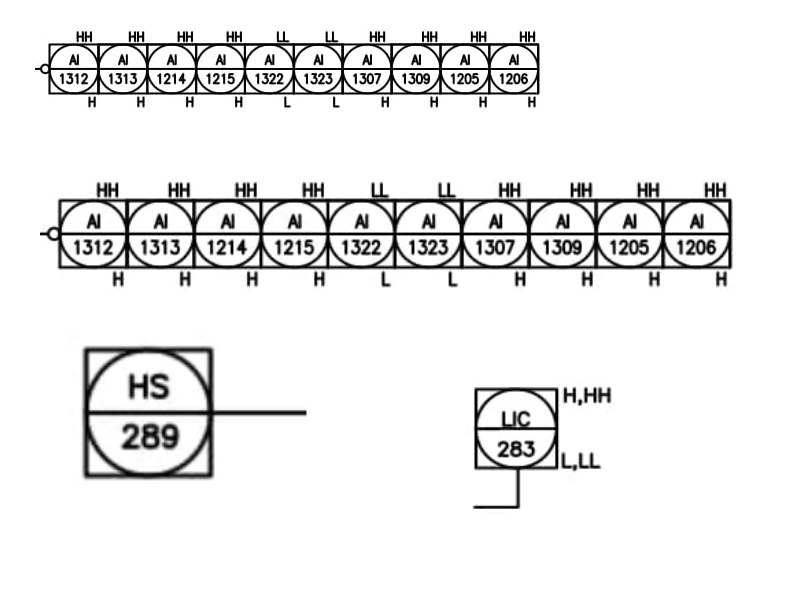 HH HH HH HH LL LL HH HH HH HH
AI AI AI AI AI AI AI AI AI AI
1312 1313 1214 1215 1322 1323 1307 1309 1205 1206
H H H H L L H H H H
HH HH HH HH LL LL HH HH HH HH
AI AI AI AI AI AI AI AI AI AI
1312 1313 1214 1215 1322 1323 1307 1309 1205 1206
H H H H L L H H H H
HS
289
H,HH
LIC
283
L,LL